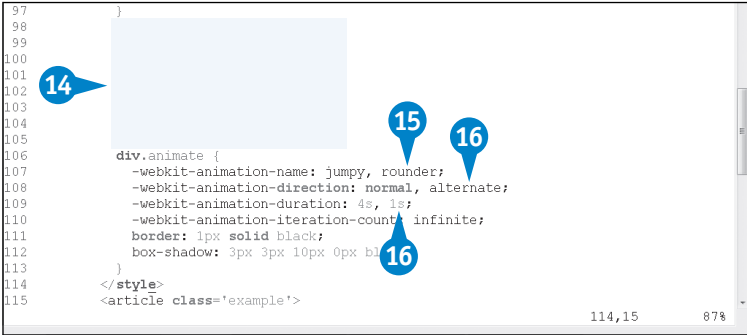 97 }
98
99
100
101
14
102
103
104
105
15
16
106 div.animate {
107 -webkit-animation-name: jumpy, rounder;
108 -webkit-animation-direction: normal, alternate;
109 -webkit-animation-duration: 4s, 1s;
110 -webkit-animation-iteration-count: infinite;
111 border: 1px solid black;
112 box-shadow: 3px 3px 10px 0px
16
113 }
114 </style>
115 <article class='example'>
114,15 87%